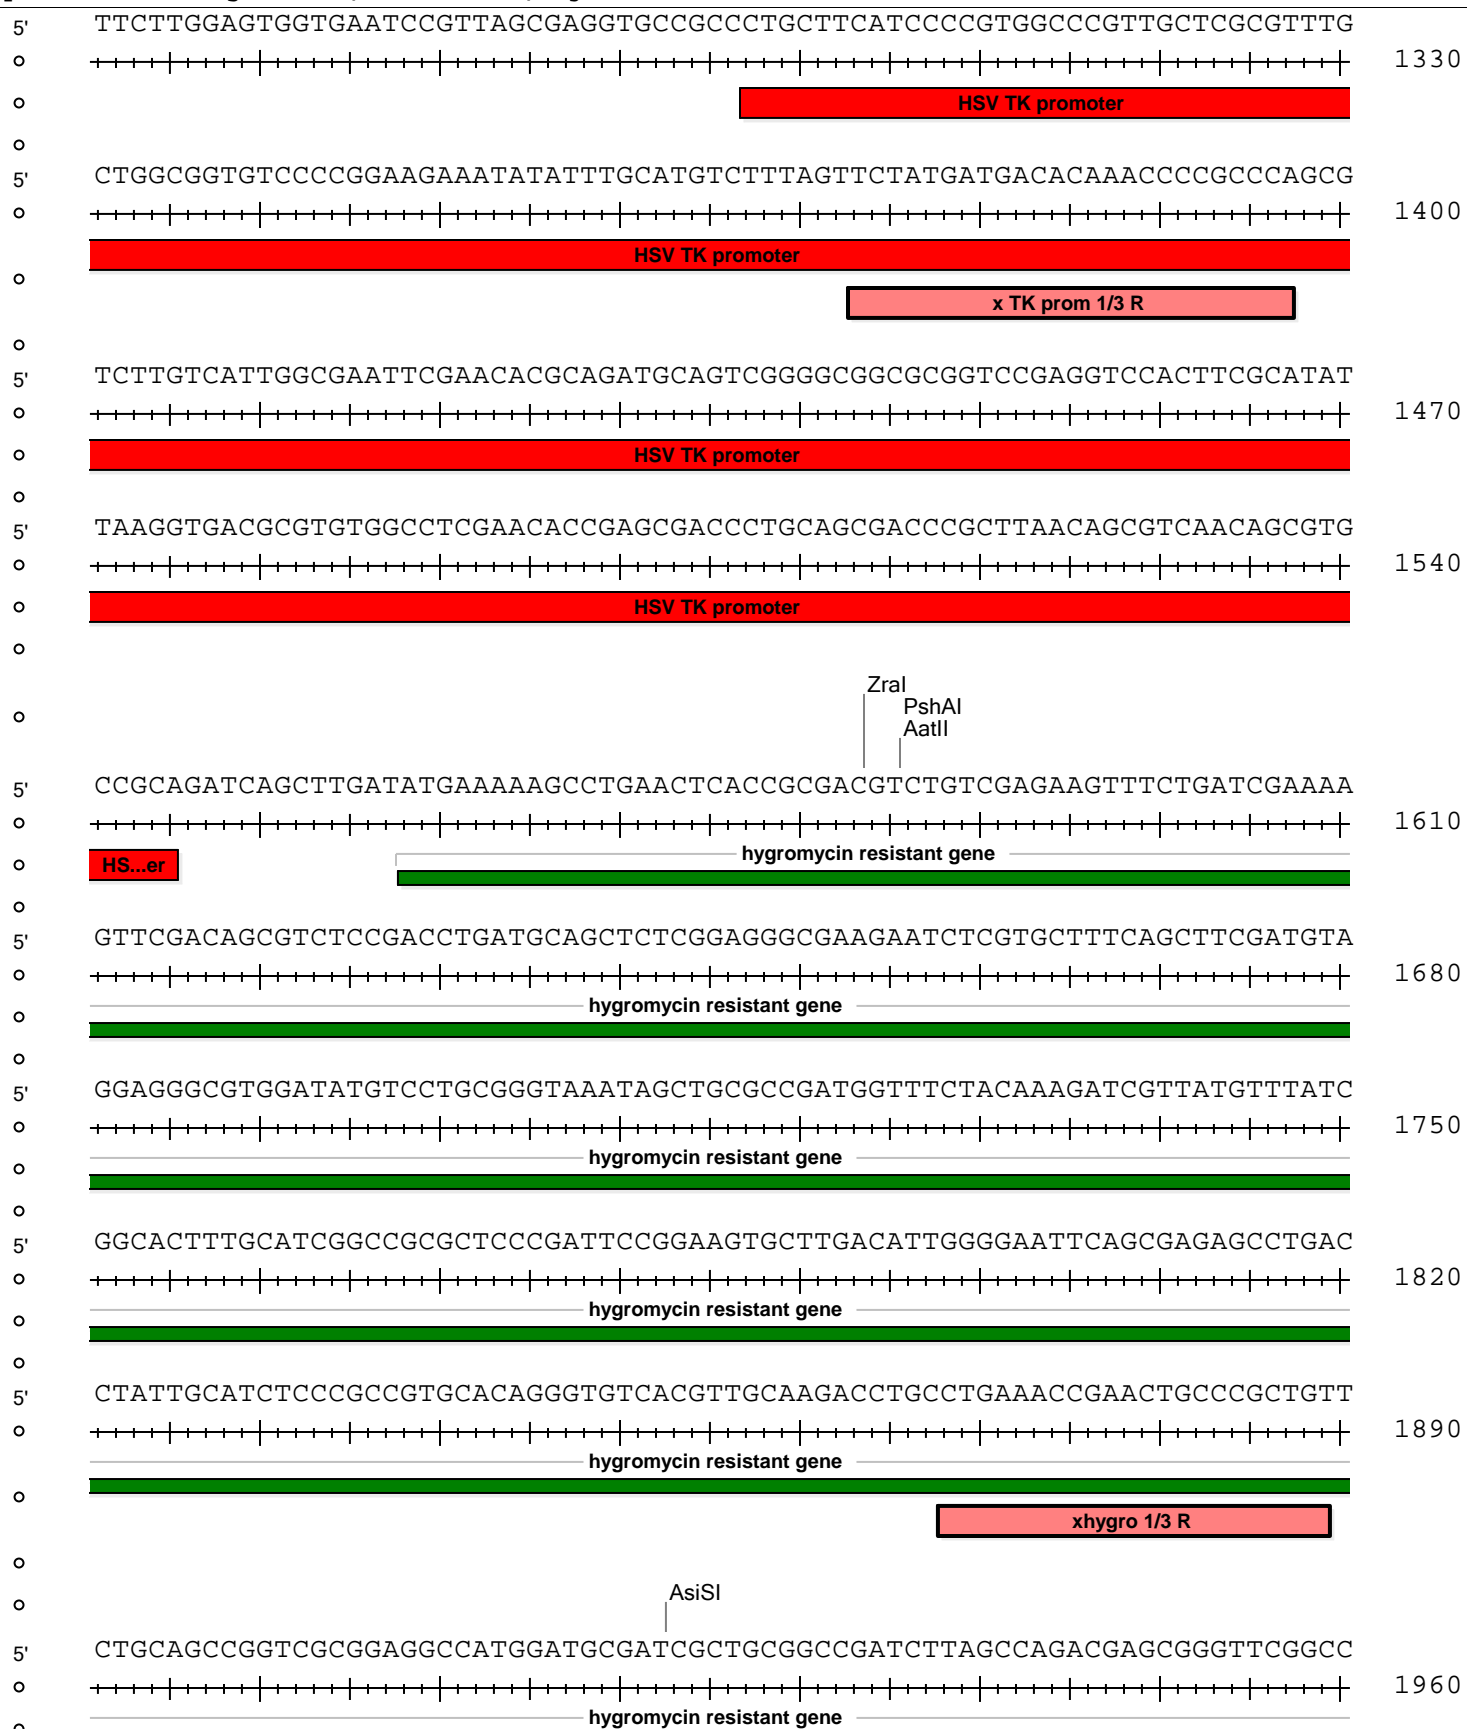 5' TTCTTGGAGTGGTGAATCCGTTAGCGAGGTGCCGCCCTGCTTCATCCCCGTGGCCCGTTGCTCGCGTTTG
1330
HSV TK promoter
5' CTGGCGGTGTCCCCGGAAGAAATATATTTGCATGTCTTTAGTTCTATGATGACACAAACCCCGCCCAGCG
1400
HSV TK promoter
x TK prom 1/3 R
5' TCTTGTCATTGGCGAATTCGAACACGCAGATGCAGTCGGGGCGGCGCGGTCCGAGGTCCACTTCGCATAT
1470
HSV TK promoter
5' TAAGGTGACGCGTGTGGCCTCGAACACCGAGCGACCCTGCAGCGACCCGCTTAACAGCGTCAACAGCGTG
1540
HSV TK promoter
ZraI
PshAI
AatII
5' CCGCAGATCAGCTTGATATGAAAAAGCCTGAACTCACCGCGACGTCTGTCGAGAAGTTTCTGATCGAAAA
1610
HS...er
hygromycin resistant gene
5' GTTCGACAGCGTCTCCGACCTGATGCAGCTCTCGGAGGGCGAAGAATCTCGTGCTTTCAGCTTCGATGTA
1680
hygromycin resistant gene
5' GGAGGGCGTGGATATGTCCTGCGGGTAAATAGCTGCGCCGATGGTTTCTACAAAGATCGTTATGTTTATC
1750
hygromycin resistant gene
5' GGCACTTTGCATCGGCCGCGCTCCCGATTCCGGAAGTGCTTGACATTGGGGAATTCAGCGAGAGCCTGAC
1820
hygromycin resistant gene
5' CTATTGCATCTCCCGCCGTGCACAGGGTGTCACGTTGCAAGACCTGCCTGAAACCGAACTGCCCGCTGTT
1890
hygromycin resistant gene
xhygro 1/3 R
AsiSI
5' CTGCAGCCGGTCGCGGAGGCCATGGATGCGATCGCTGCGGCCGATCTTAGCCAGACGAGCGGGTTCGGCC
1960
hygromycin resistant gene